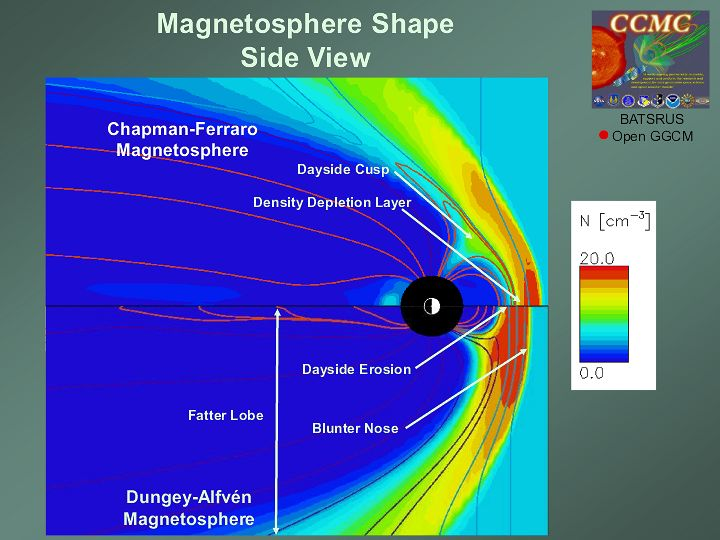 Magnetosphere Shape
Side View
CCMC
BATSRUS
Open GGCM
Chapman-Ferraro
Magnetosphere
Dayside Cusp
Density Depletion Layer
N [cm−3]
20.0
0.0
Dayside Erosion
Fatter Lobe
Blunter Nose
Dungey-Alfvén
Magnetosphere